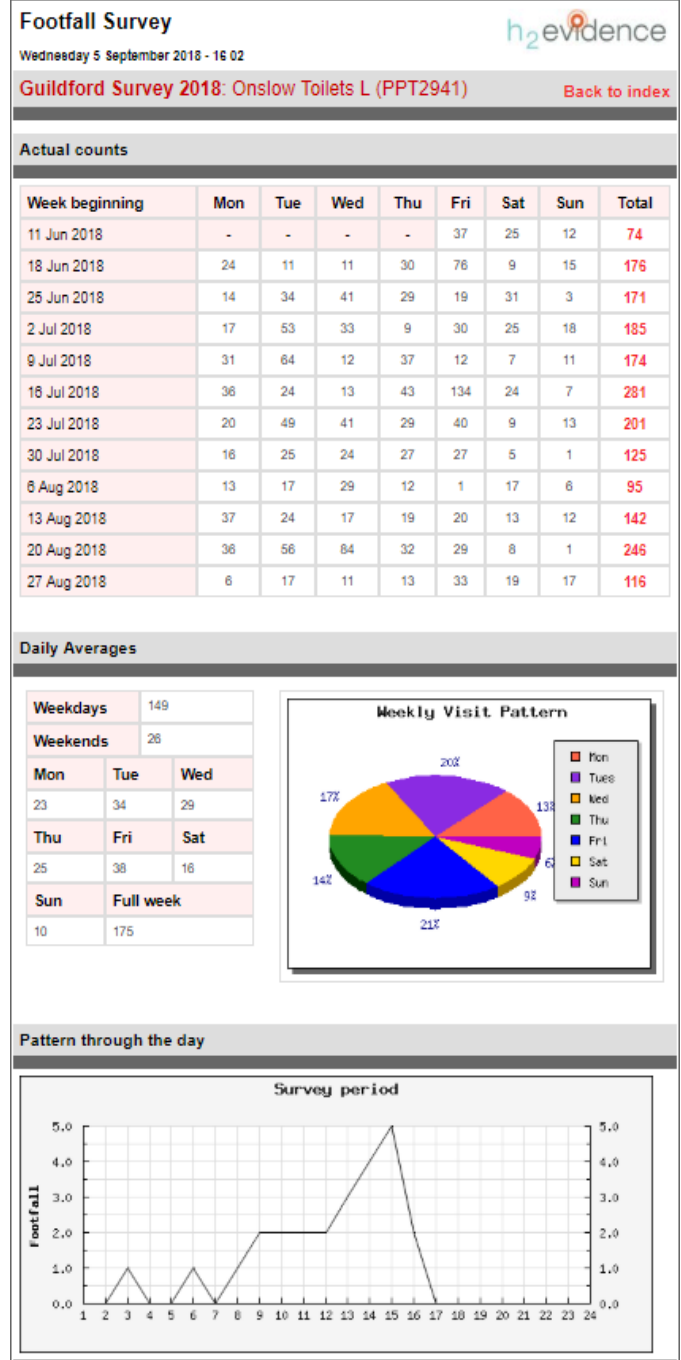 Footfall Survey
h2evidence
Wednesday 5 September 2018 - 16 02
Guildford Survey 2018: Onslow Toilets L (PPT2941) Back to index
Actual counts
Week beginning Mon Tue Wed Thu Fri Sat Sun Total
11 Jun 2018 - - - - 37 25 12 74
18 Jun 2018 24 11 11 30 76 9 15 176
25 Jun 2018 14 34 41 29 19 31 3 171
2 Jul 2018 17 53 33 9 30 25 18 185
9 Jul 2018 31 64 12 37 12 7 11 174
16 Jul 2018 36 24 13 43 134 24 7 281
23 Jul 2018 20 49 41 29 40 9 13 201
30 Jul 2018 16 25 24 27 27 5 1 125
6 Aug 2018 13 17 29 12 1 17 6 95
13 Aug 2018 37 24 17 19 20 13 12 142
20 Aug 2018 36 56 84 32 29 8 1 246
27 Aug 2018 6 17 11 13 33 19 17 116
Daily Averages
Weekdays 149
Weekends 26
Mon Tue Wed
23 34 29
Thu Fri Sat
25 38 16
Sun Full week
10 175
Weekly Visit Pattern
20%
17%
13%
14%
6%
9%
21%
Mon
Tues
Wed
Thu
Fri
Sat
Sun
Pattern through the day
Survey period
Footfall
5.0 5.0
4.0 4.0
3.0 3.0
2.0 2.0
1.0 1.0
0.0 0.0
1 2 3 4 5 6 7 8 9 10 11 12 13 14 15 16 17 18 19 20 21 22 23 24